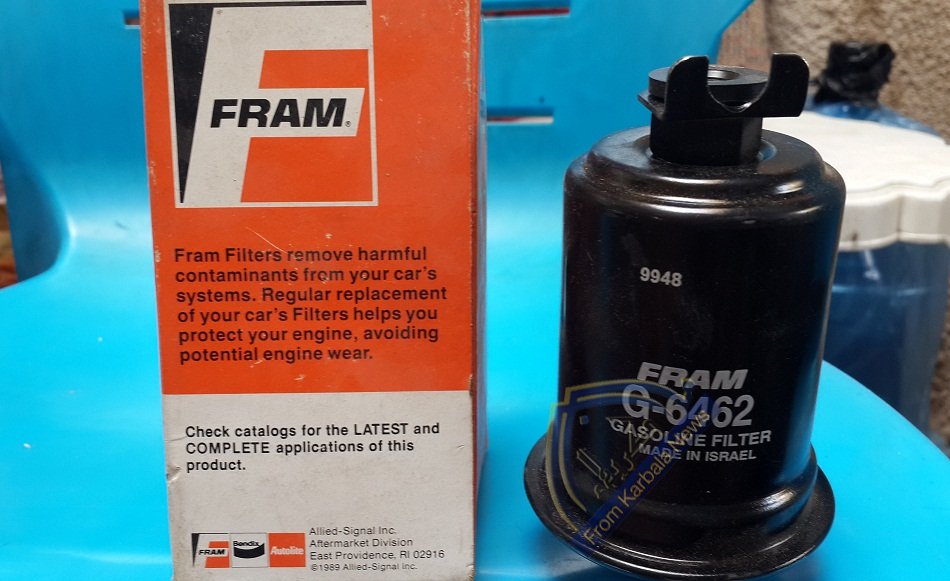 FRAM®
Fram Filters remove harmful
contaminants from your car's
systems. Regular replacement
of your car's Filters helps you
protect your engine, avoiding
potential engine wear.
Check catalogs for the LATEST and
COMPLETE applications of this
product.
FRAM Bendix Autolite
Allied-Signal Inc.
Aftermarket Division
East Providence, RI 02916
©1989 Allied-Signal Inc.
9948
FRAM
G-6462
GASOLINE FILTER
MADE IN ISRAEL
From Karbala News